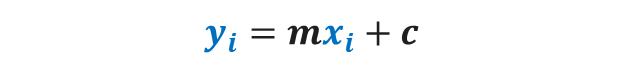 yᵢ = mxᵢ + c